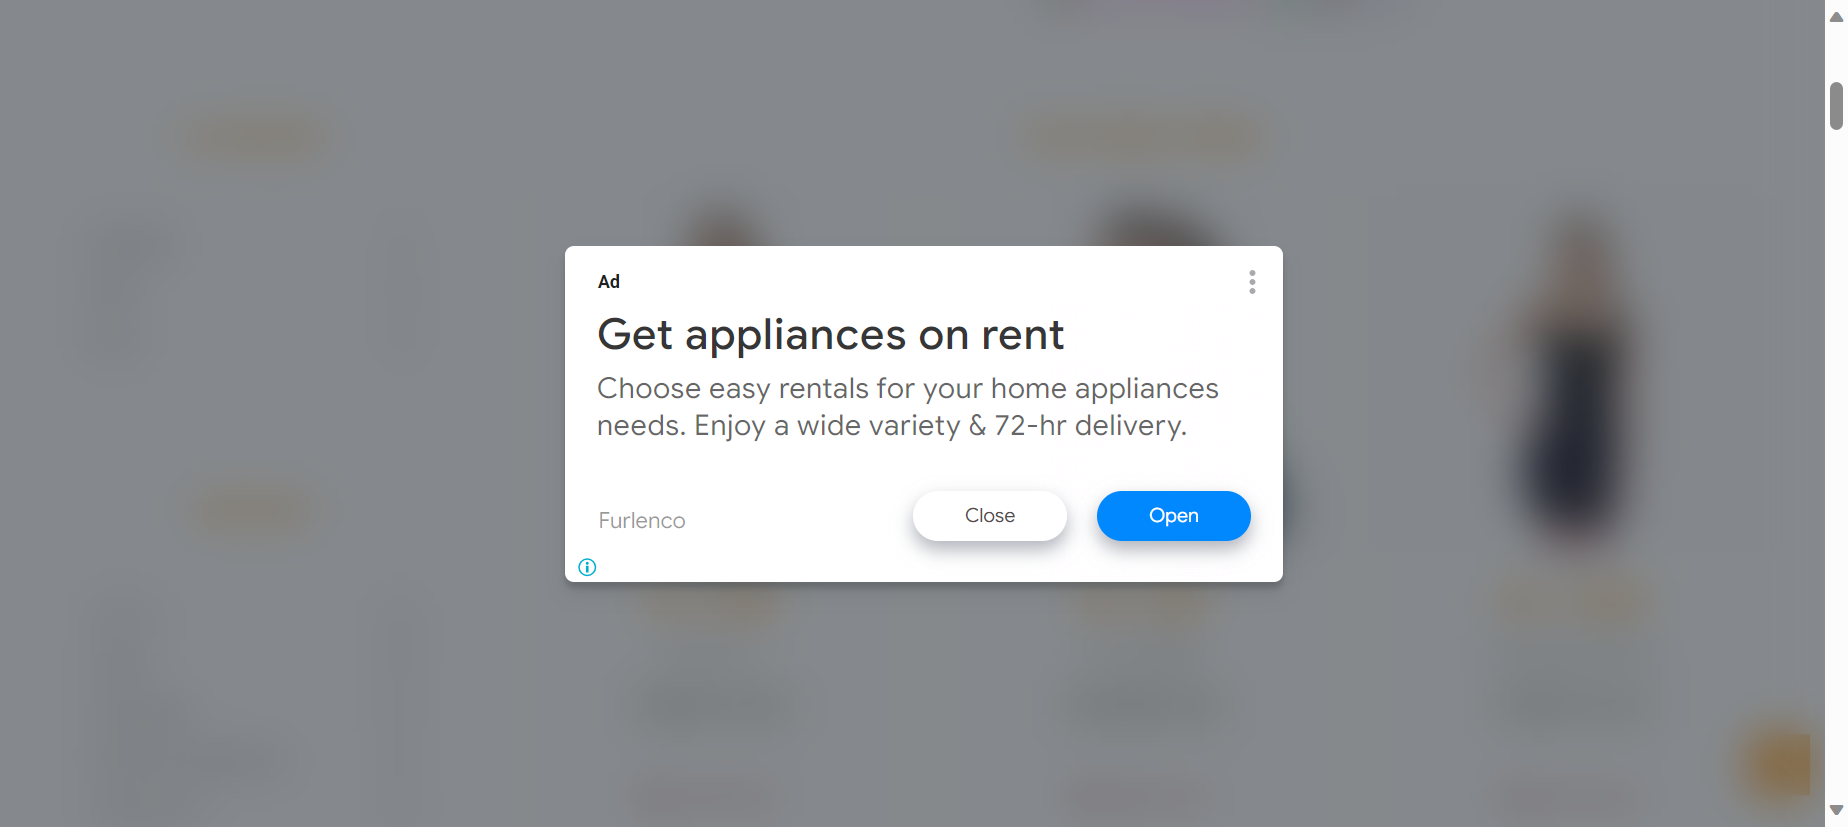 Ad
Get appliances on rent
Choose easy rentals for your home appliances
needs. Enjoy a wide variety & 72-hr delivery.
Furlenco
Close
Open